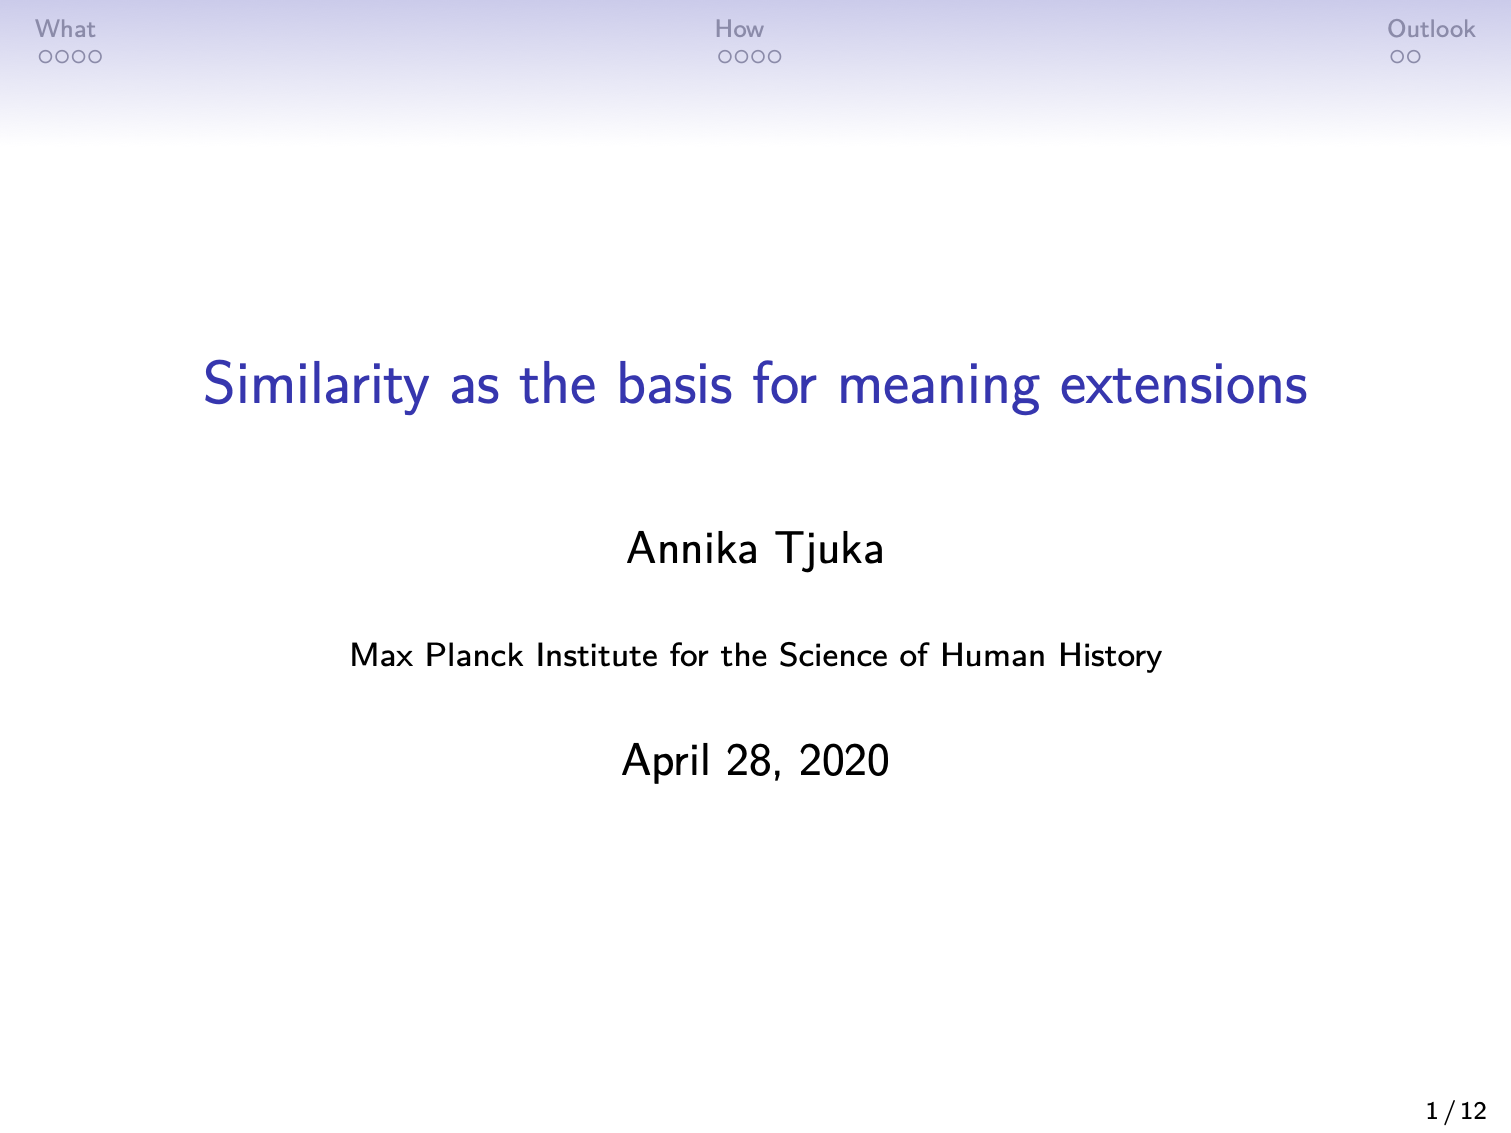 What How Outlook
Similarity as the basis for meaning extensions
Annika Tjuka
Max Planck Institute for the Science of Human History
April 28, 2020
1 / 12